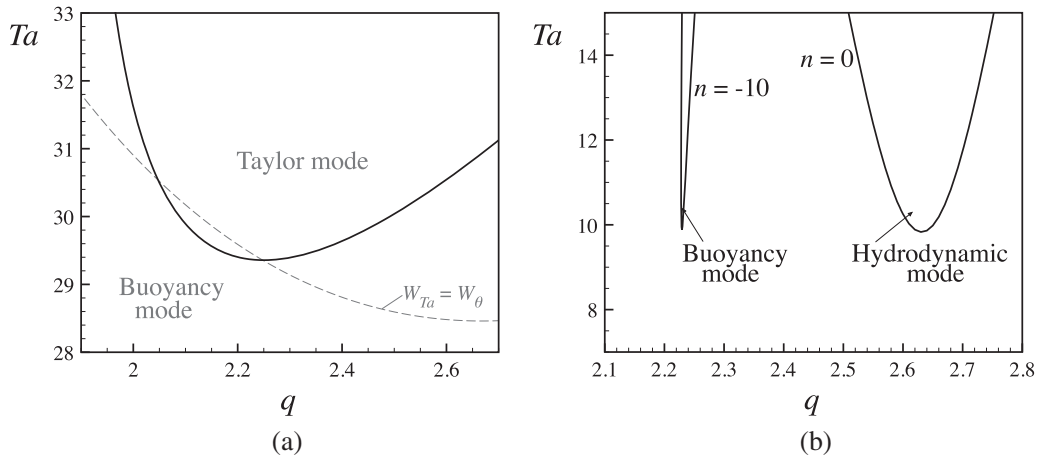 Ta
33
32
31
30
29
28
Taylor mode
Buoyancy
mode
W_Ta = W_θ
2
2.2
2.4
2.6
q
(a)
Ta
14
12
10
8
n = 0
n = -10
Buoyancy
mode
Hydrodynamic
mode
2.1
2.2
2.3
2.4
2.5
2.6
2.7
2.8
q
(b)